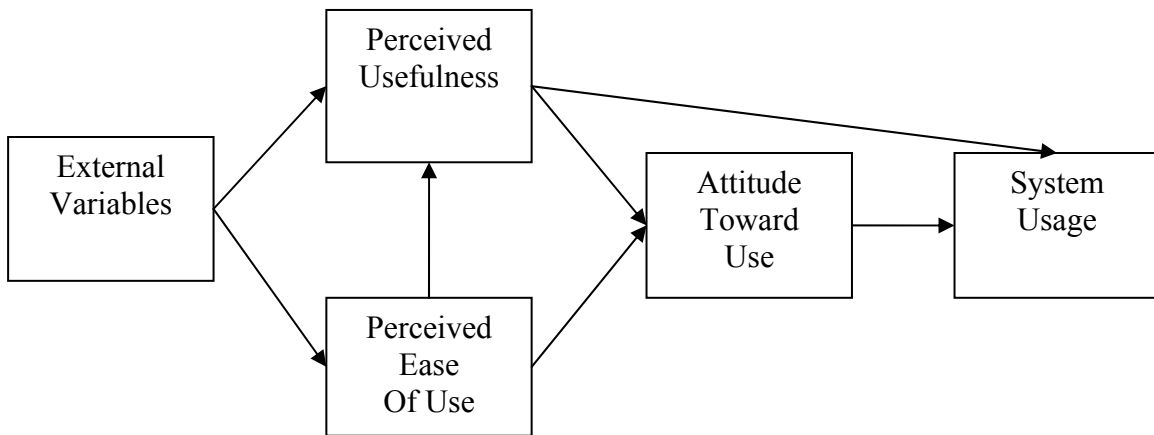 Perceived
Usefulness
External
Variables
Attitude
Toward
Use
System
Usage
Perceived
Ease
Of Use